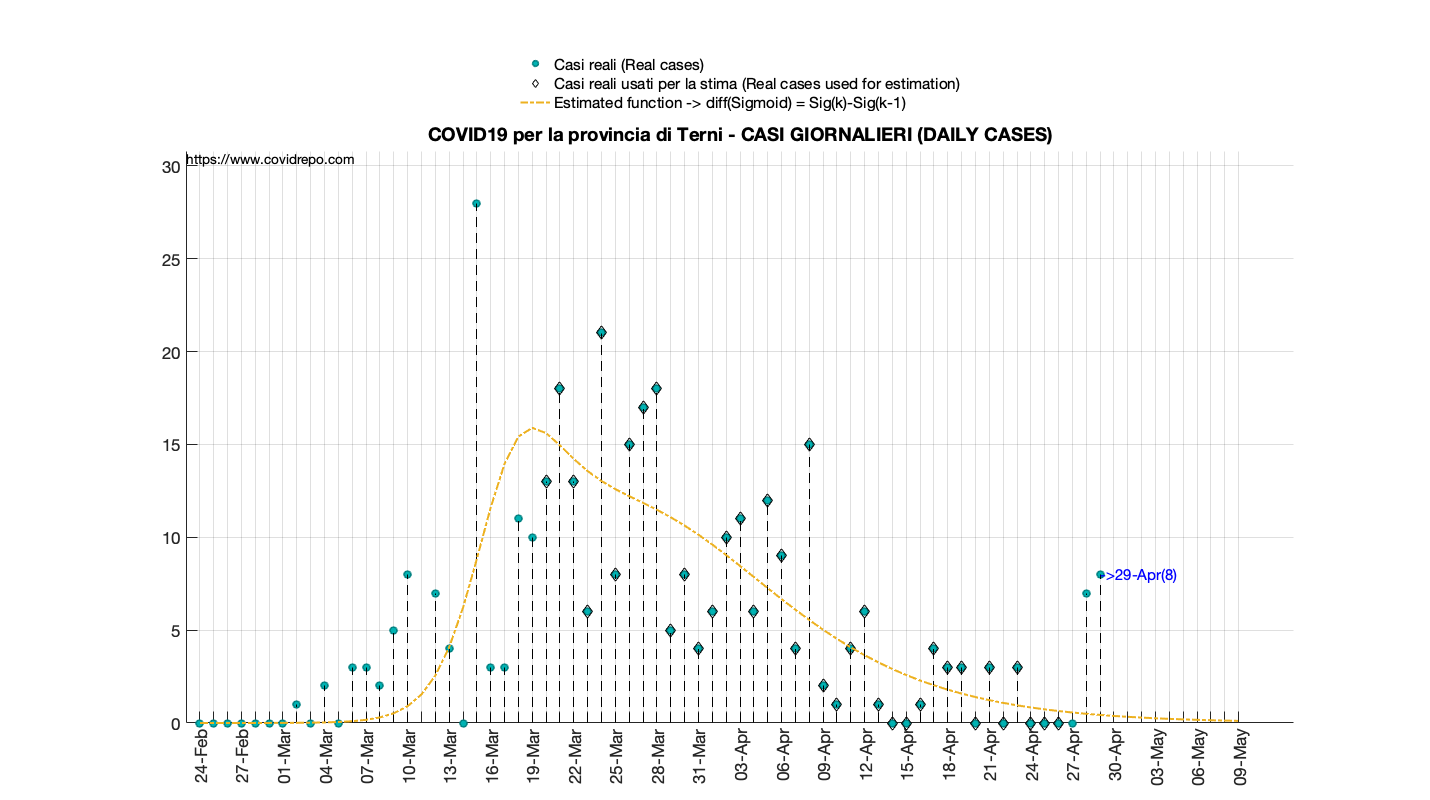 Casi reali (Real cases)
Casi reali usati per la stima (Real cases used for estimation)
Estimated function -> diff(Sigmoid) = Sig(k)-Sig(k-1)
COVID19 per la provincia di Terni - CASI GIORNALIERI (DAILY CASES)
https://www.covidrepo.com
30
25
20
15
10
5
0
->29-Apr(8)
24-Feb
27-Feb
01-Mar
04-Mar
07-Mar
10-Mar
13-Mar
16-Mar
19-Mar
22-Mar
25-Mar
28-Mar
31-Mar
03-Apr
06-Apr
09-Apr
12-Apr
15-Apr
18-Apr
21-Apr
24-Apr
27-Apr
30-Apr
03-May
06-May
09-May